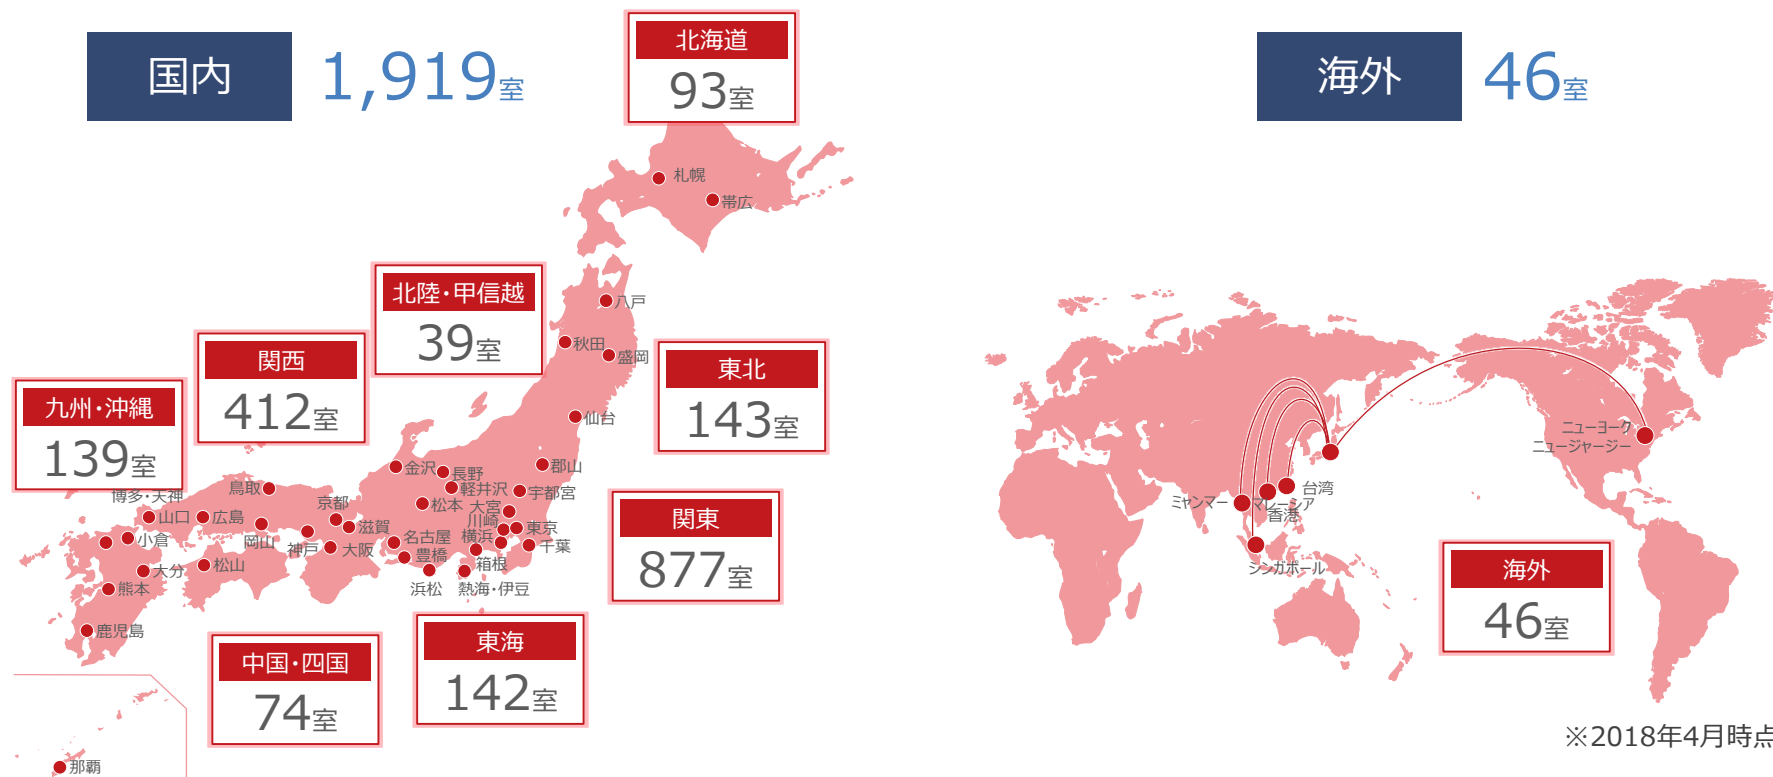 国内
1,919室
海外
46室
北海道
93室
札幌
帯広
北陸・甲信越
39室
八戸
秋田
盛岡
関西
412室
東北
143室
九州・沖縄
139室
仙台
金沢
長野
郡山
軽井沢
宇都宮
博多・天神
鳥取
京都
松本
大宮
山口
広島
岡山
滋賀
川崎
東京
小倉
神戸
大阪
名古屋
横浜
千葉
豊橋
箱根
大分
松山
熊本
浜松
熱海・伊豆
鹿児島
関東
877室
中国・四国
74室
東海
142室
那覇
ニューヨーク
ニュージャージー
台湾
ミャンマー
マレーシア
香港
シンガポール
海外
46室
※2018年4月時点